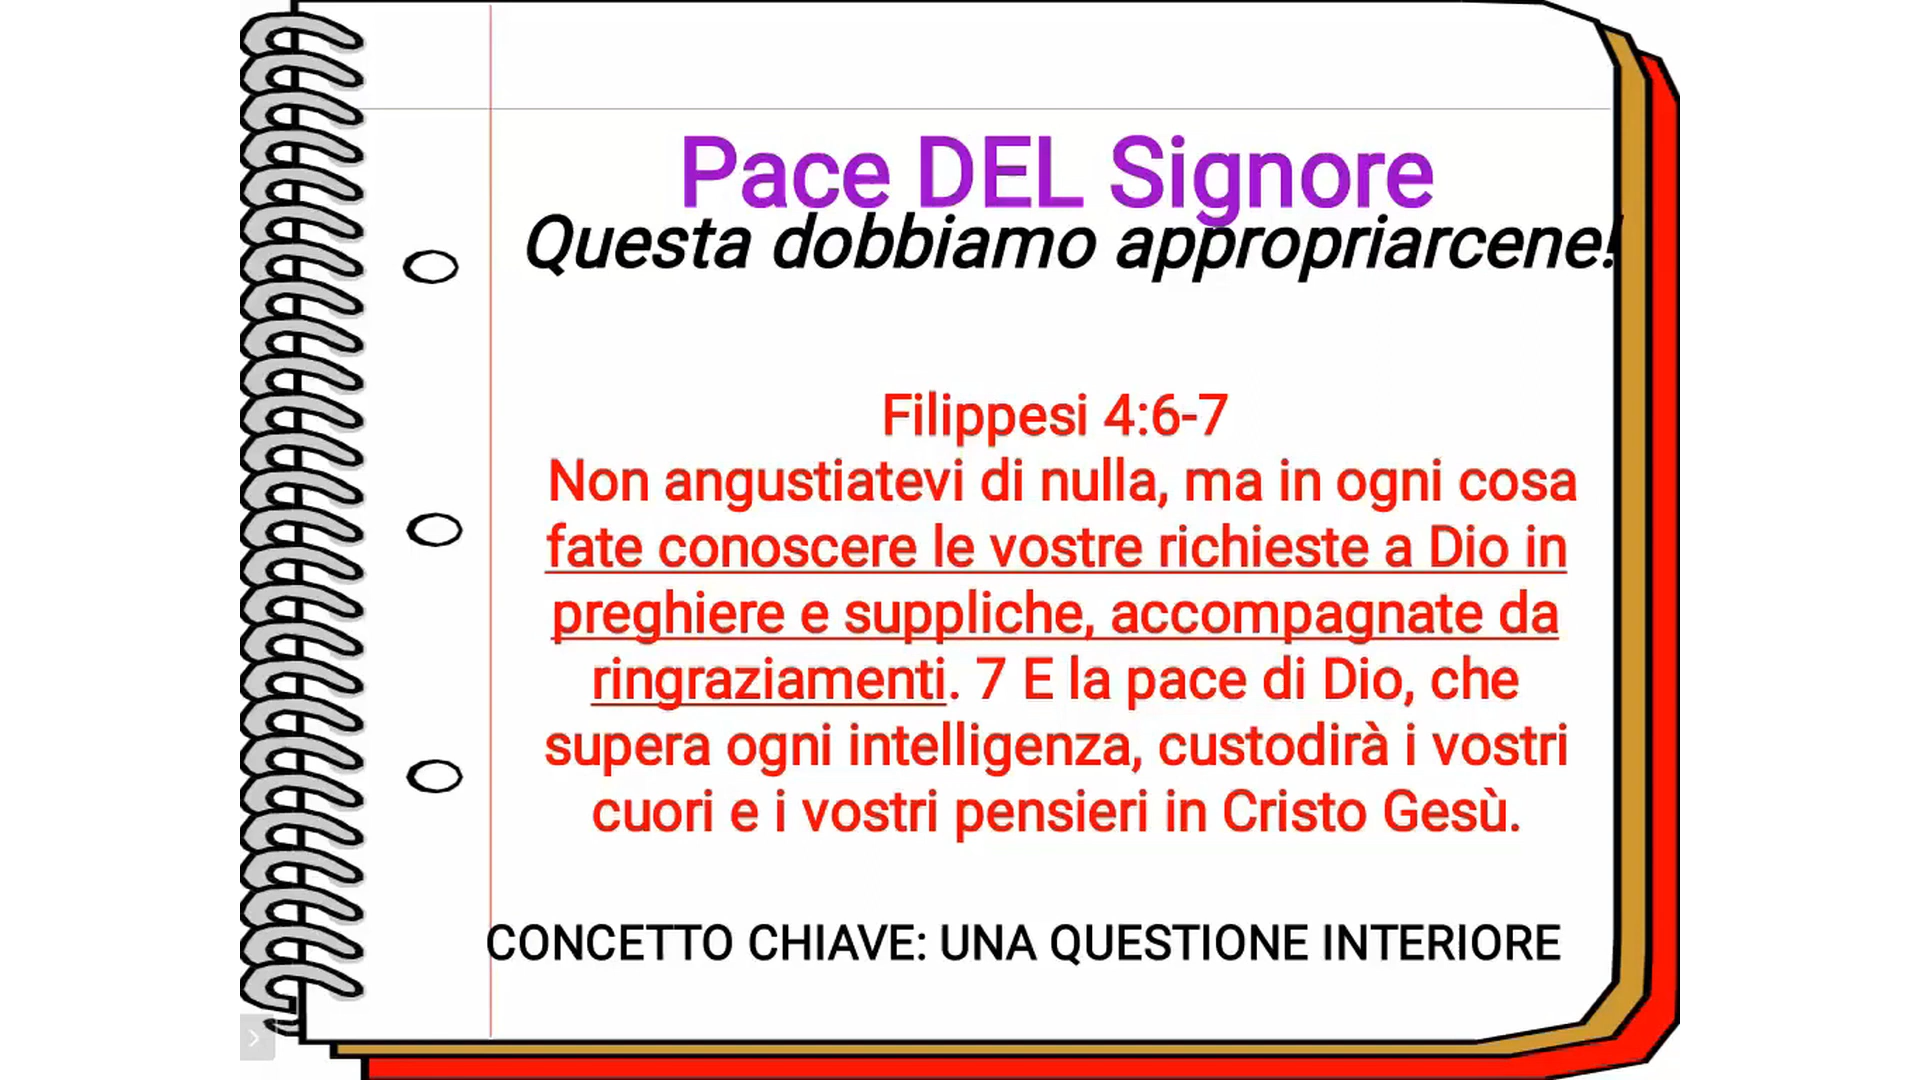 Pace DEL Signore
Questa dobbiamo appropriarcene!
Filippesi 4:6-7
Non angustiatevi di nulla, ma in ogni cosa
fate conoscere le vostre richieste a Dio in
preghiere e suppliche, accompagnate da
ringraziamenti. 7 E la pace di Dio, che
supera ogni intelligenza, custodirà i vostri
cuori e i vostri pensieri in Cristo Gesù.
CONCETTO CHIAVE: UNA QUESTIONE INTERIORE